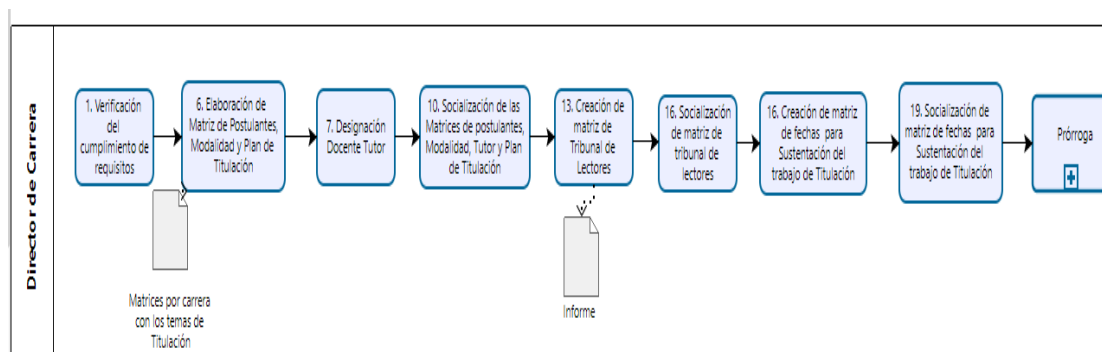 Director de Carrera
1. Verificación
del
cumplimiento de
requisitos
6. Elaboración de
Matriz de Postulantes,
Modalidad y Plan de
Titulación
7. Designación
Docente Tutor
10. Socialización de las
Matrices de postulantes,
Modalidad, Tutor y Plan
de Titulación
13. Creación de
matriz de
Tribunal de
Lectores
16. Socialización
de matriz de
tribunal de
lectores
16. Creación de matriz
de fechas para
Sustentación del
trabajo de Titulación
19. Socialización de
matriz de fechas para
Sustentación del
trabajo de Titulación
Prórroga
Matrices por carrera
con los temas de
Titulación
Informe